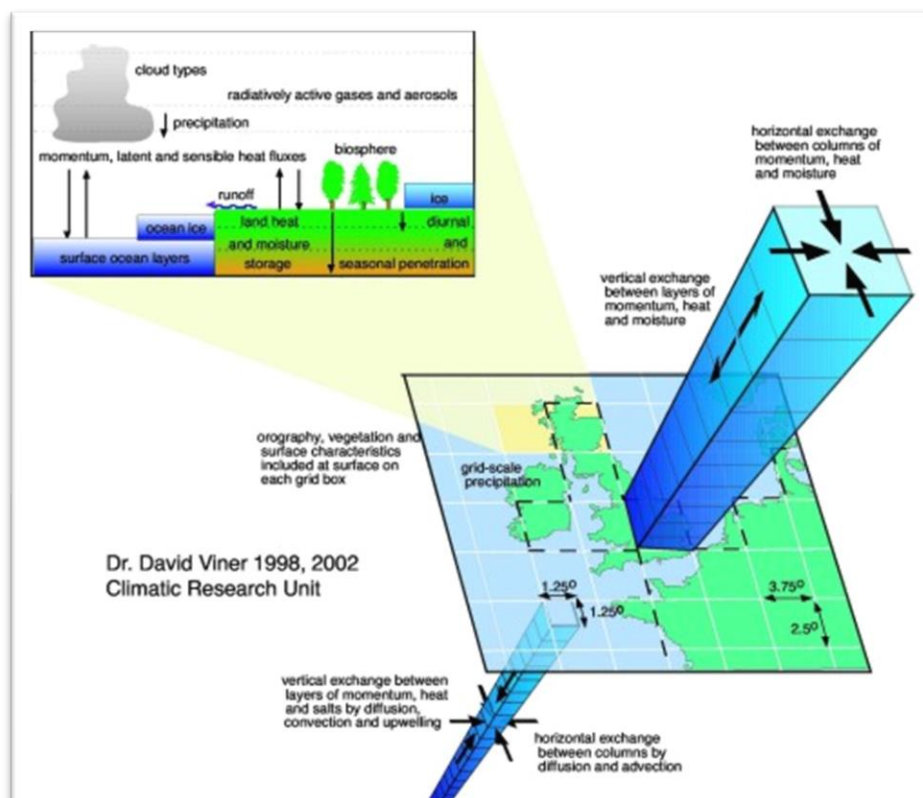 cloud types
radiatively active gases and aerosols
precipitation
momentum, latent and sensible heat fluxes
biosphere
runoff
ice
ocean ice
land heat
diurnal
and moisture
and
surface ocean layers
storage
seasonal penetration
horizontal exchange
between columns of
momentum, heat
and moisture
vertical exchange
between layers of
momentum, heat
and moisture
orography, vegetation and
surface characteristics
included at surface on
each grid box
grid-scale
precipitation
Dr. David Viner 1998, 2002
Climatic Research Unit
1.25º
1.25º
3.75º
2.5º
vertical exchange between
layers of momentum, heat
and salts by diffusion,
convection and upwelling
horizontal exchange
between columns by
diffusion and advection